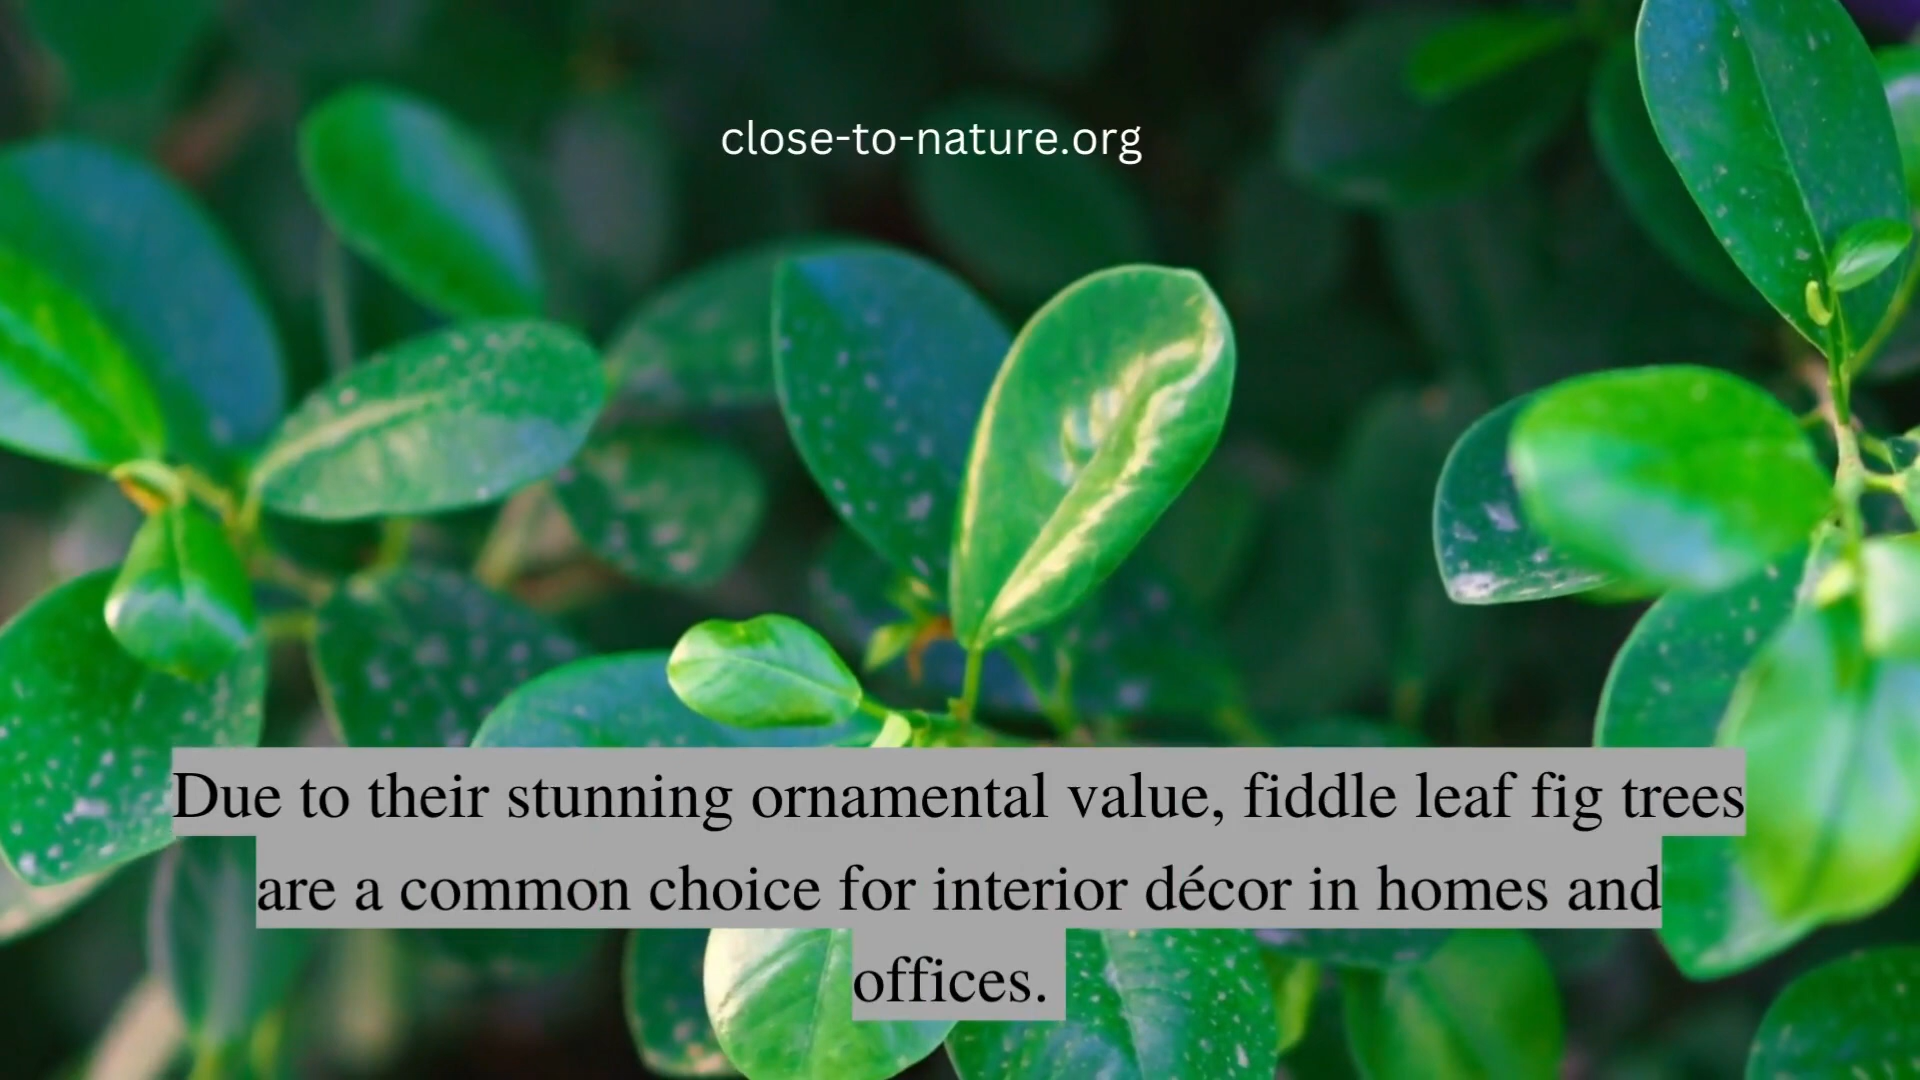 close-to-nature.org
Due to their stunning ornamental value, fiddle leaf fig trees
are a common choice for interior décor in homes and
offices.